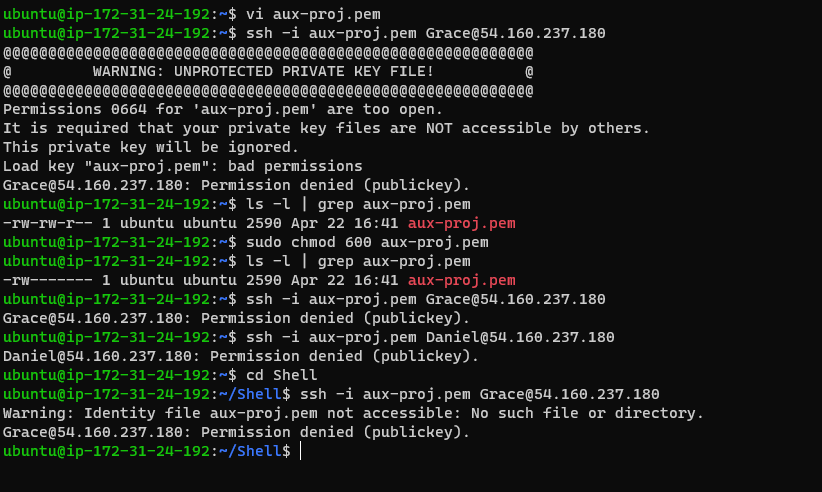 ubuntu@ip-172-31-24-192:~$ vi aux-proj.pem
ubuntu@ip-172-31-24-192:~$ ssh -i aux-proj.pem Grace@54.160.237.180
@@@@@@@@@@@@@@@@@@@@@@@@@@@@@@@@@@@@@@@@@@@@@@@@@@@@@@@@@@@
@         WARNING: UNPROTECTED PRIVATE KEY FILE!          @
@@@@@@@@@@@@@@@@@@@@@@@@@@@@@@@@@@@@@@@@@@@@@@@@@@@@@@@@@@@
Permissions 0664 for 'aux-proj.pem' are too open.
It is required that your private key files are NOT accessible by others.
This private key will be ignored.
Load key "aux-proj.pem": bad permissions
Grace@54.160.237.180: Permission denied (publickey).
ubuntu@ip-172-31-24-192:~$ ls -l | grep aux-proj.pem
-rw-rw-r-- 1 ubuntu ubuntu 2590 Apr 22 16:41 aux-proj.pem
ubuntu@ip-172-31-24-192:~$ sudo chmod 600 aux-proj.pem
ubuntu@ip-172-31-24-192:~$ ls -l | grep aux-proj.pem
-rw------- 1 ubuntu ubuntu 2590 Apr 22 16:41 aux-proj.pem
ubuntu@ip-172-31-24-192:~$ ssh -i aux-proj.pem Grace@54.160.237.180
Grace@54.160.237.180: Permission denied (publickey).
ubuntu@ip-172-31-24-192:~$ ssh -i aux-proj.pem Daniel@54.160.237.180
Daniel@54.160.237.180: Permission denied (publickey).
ubuntu@ip-172-31-24-192:~$ cd Shell
ubuntu@ip-172-31-24-192:~/Shell$ ssh -i aux-proj.pem Grace@54.160.237.180
Warning: Identity file aux-proj.pem not accessible: No such file or directory.
Grace@54.160.237.180: Permission denied (publickey).
ubuntu@ip-172-31-24-192:~/Shell$